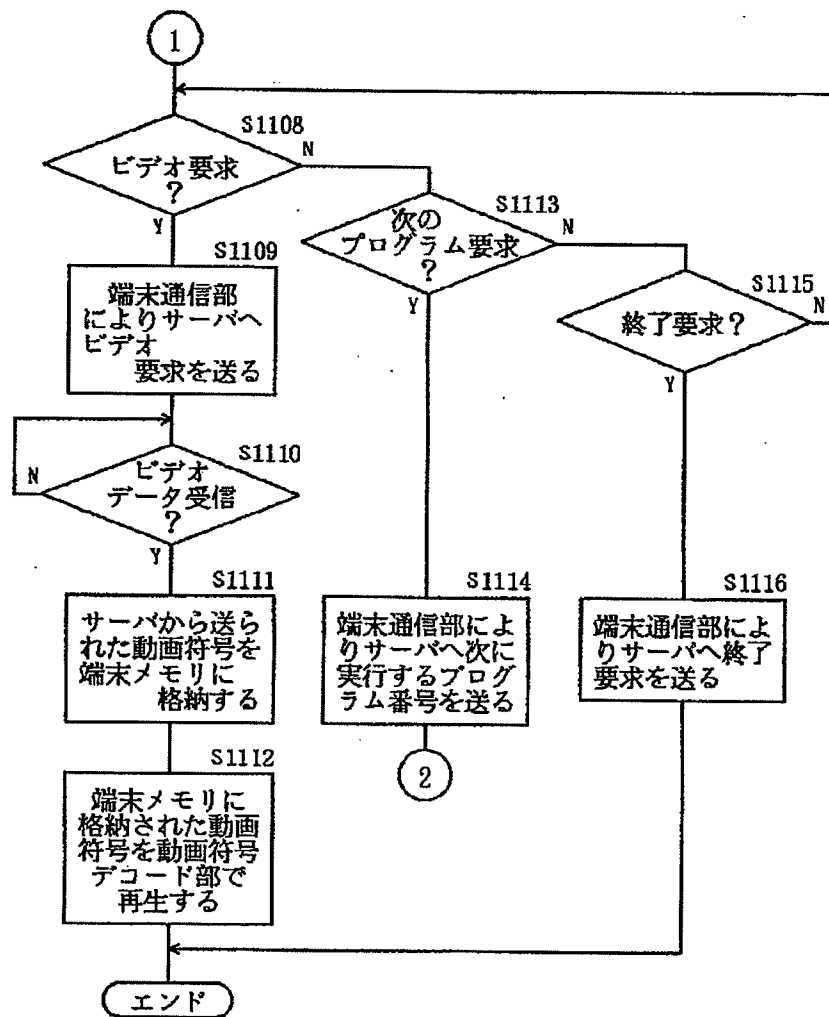 1
S1108
ビデオ要求
?
N
Y
S1109
端末通信部
によりサーバへ
ビデオ
要求を送る
S1110
ビデオ
データ受信
?
N
Y
S1111
サーバから送ら
れた動画符号を
端末メモリに
格納する
S1112
端末メモリに
格納された動画
符号を動画符号
デコード部で
再生する
エンド
S1113
次の
プログラム要求
?
N
Y
S1114
端末通信部によ
りサーバへ次に
実行するプログ
ラム番号を送る
2
S1115
終了要求?
N
Y
S1116
端末通信部によ
りサーバへ終了
要求を送る